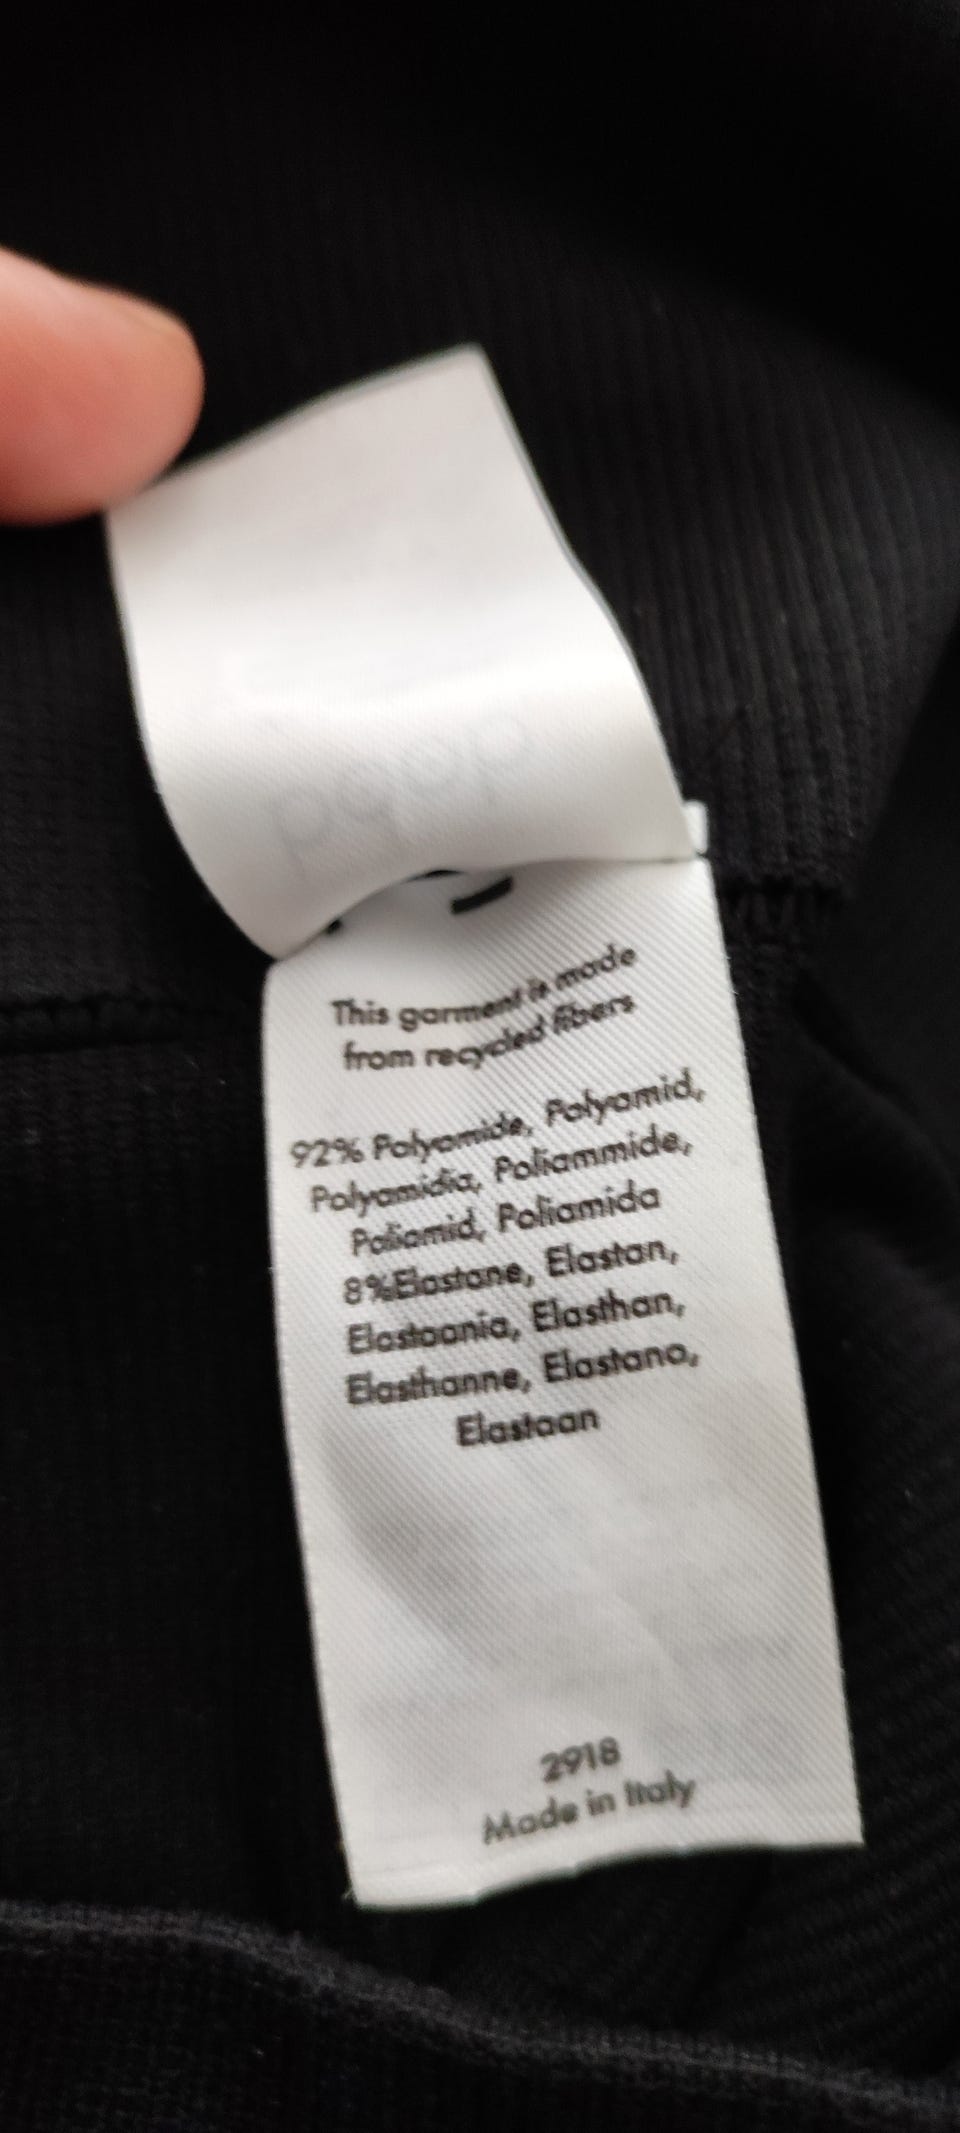 This garment is made
from recycled fibers
92% Polyamide, Polyamid,
Polyamidia, Poliammide,
Poliamid, Poliamida
8%Elastane, Elastan,
Elastaania, Elasthan,
Elasthanne, Elastano,
Elastaan
2918
Made in Italy